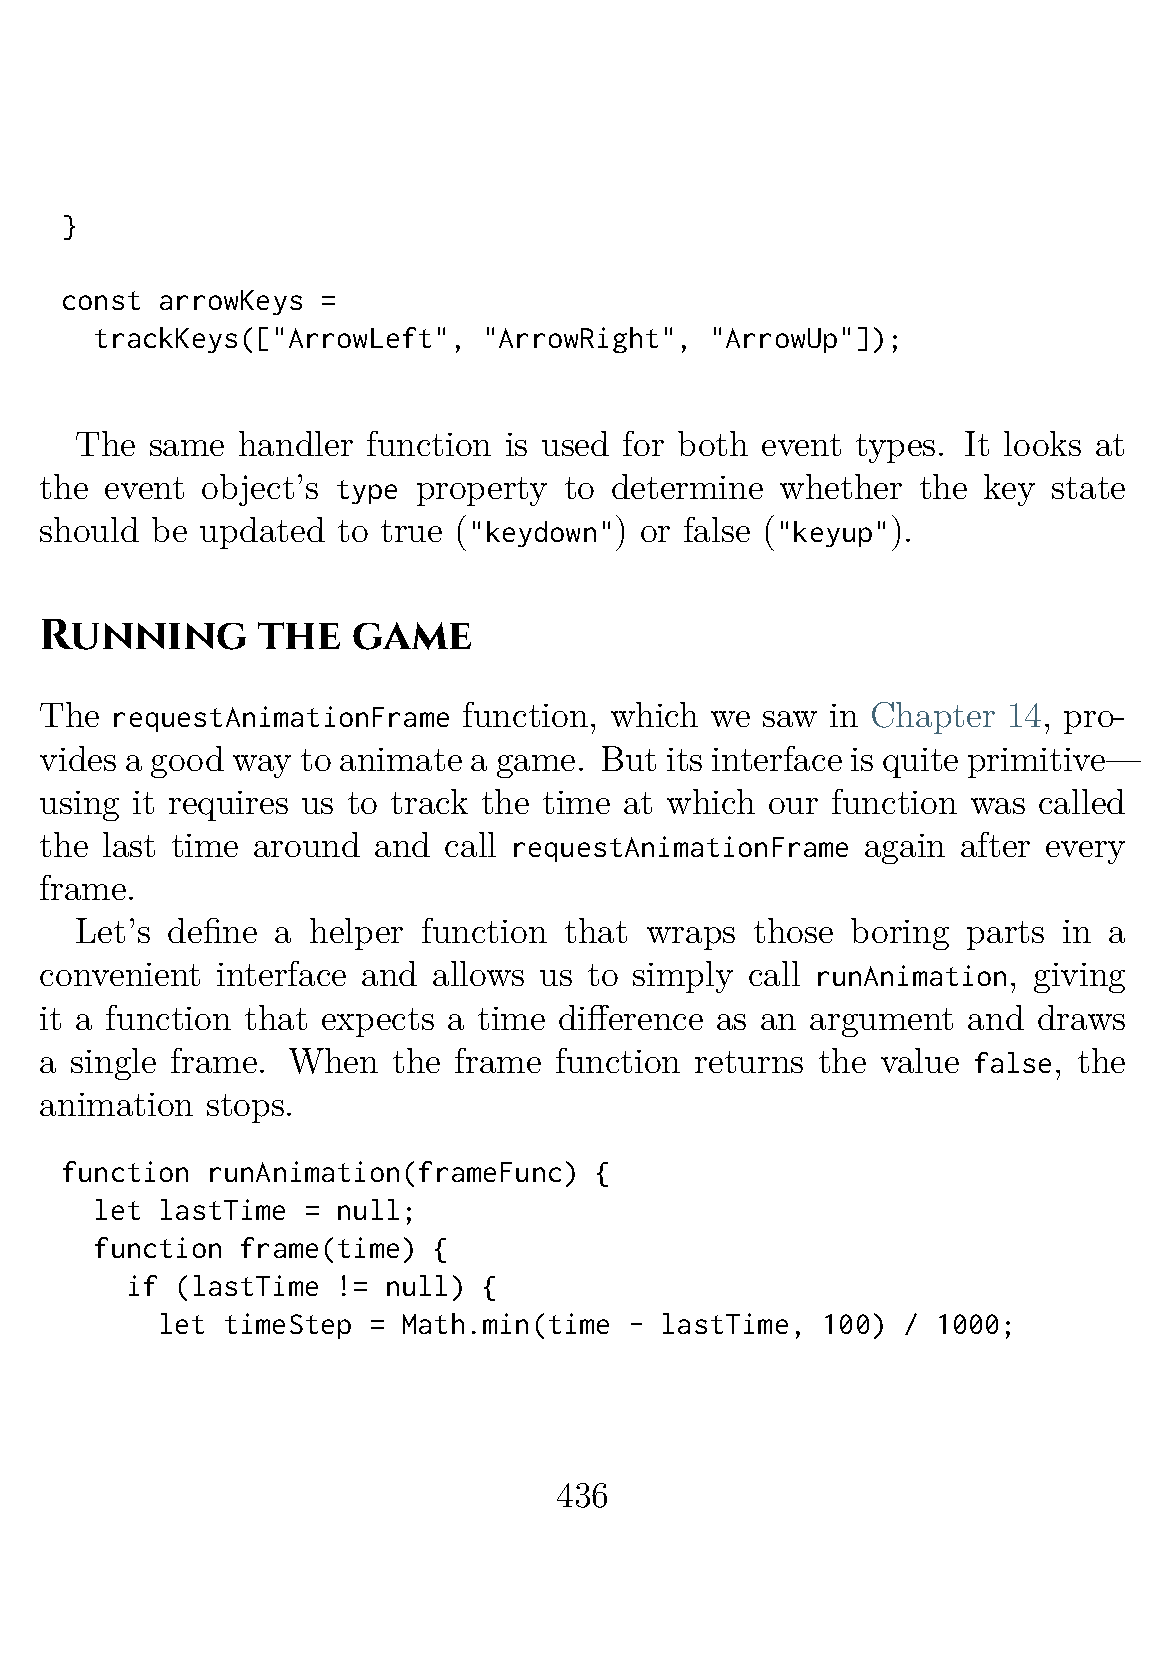 }
const arrowKeys =
  trackKeys(["ArrowLeft", "ArrowRight", "ArrowUp"]);
The same handler function is used for both event types. It looks at
the event object’s type property to determine whether the key state
should be updated to true ("keydown") or false ("keyup").
Running the game
The requestAnimationFrame function, which we saw in Chapter 14, pro-
vides a good way to animate a game. But its interface is quite primitive—
using it requires us to track the time at which our function was called
the last time around and call requestAnimationFrame again after every
frame.
Let’s define a helper function that wraps those boring parts in a
convenient interface and allows us to simply call runAnimation, giving
it a function that expects a time difference as an argument and draws
a single frame. When the frame function returns the value false, the
animation stops.
function runAnimation(frameFunc) {
  let lastTime = null;
  function frame(time) {
    if (lastTime != null) {
      let timeStep = Math.min(time - lastTime, 100) / 1000;
436